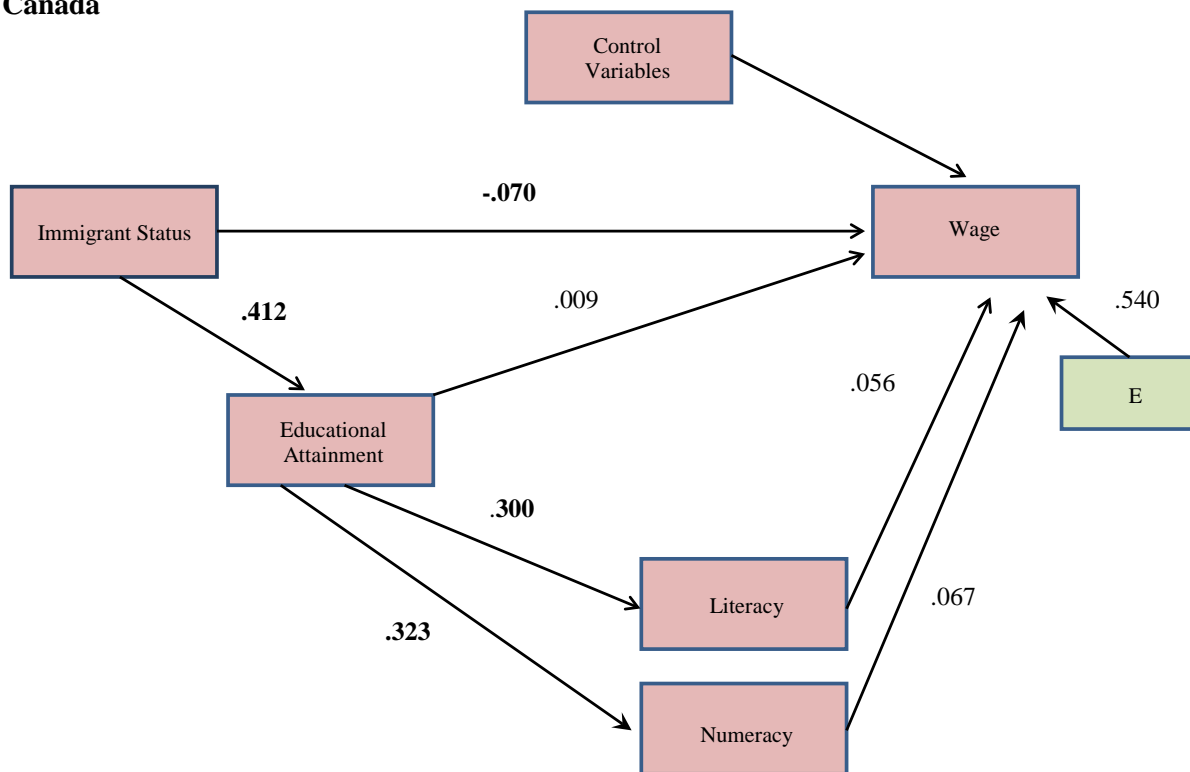 Canada
Control
Variables
-.070
Immigrant Status
Wage
.412
.009
.540
.056
E
Educational
Attainment
.300
Literacy
.067
.323
Numeracy